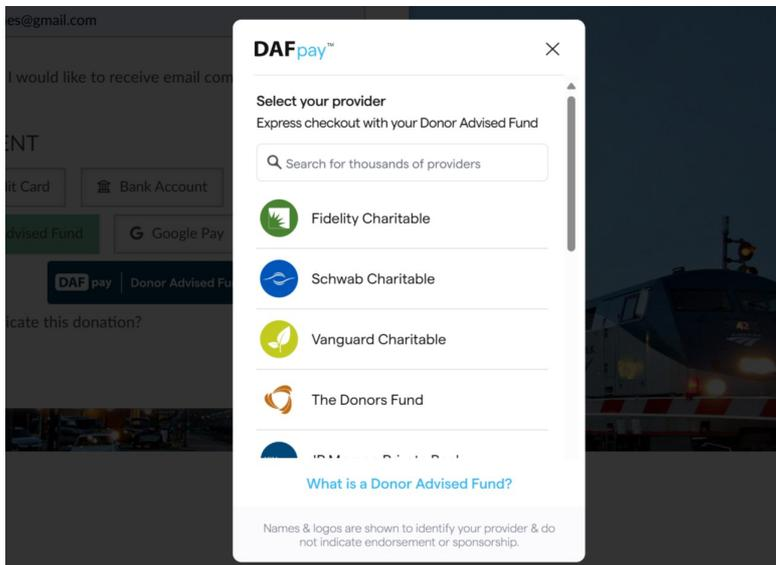 es@gmail.com
I would like to receive email com
ENT
it Card
Bank Account
dvised Fund
G Google Pay
DAF pay | Donor Advised Fu
icate this donation?
DAFpay™
Select your provider
Express checkout with your Donor Advised Fund
Search for thousands of providers
Fidelity Charitable
Schwab Charitable
Vanguard Charitable
The Donors Fund
What is a Donor Advised Fund?
Names & logos are shown to identify your provider & do
not indicate endorsement or sponsorship.
42